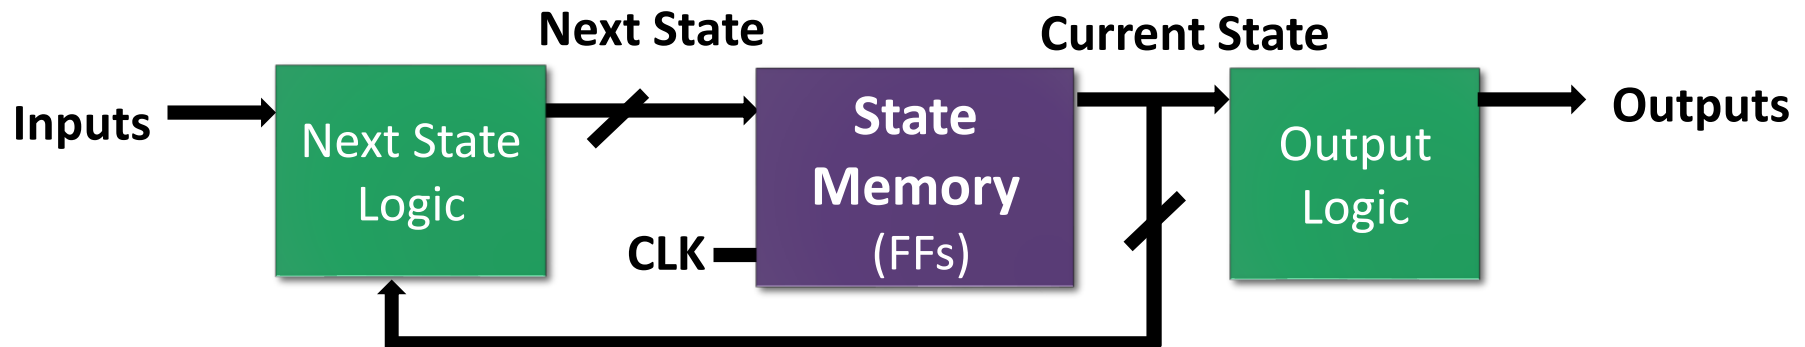 Next State
Current State
Inputs
Next State
Logic
State
Memory
(FFs)
CLK
Output
Logic
Outputs